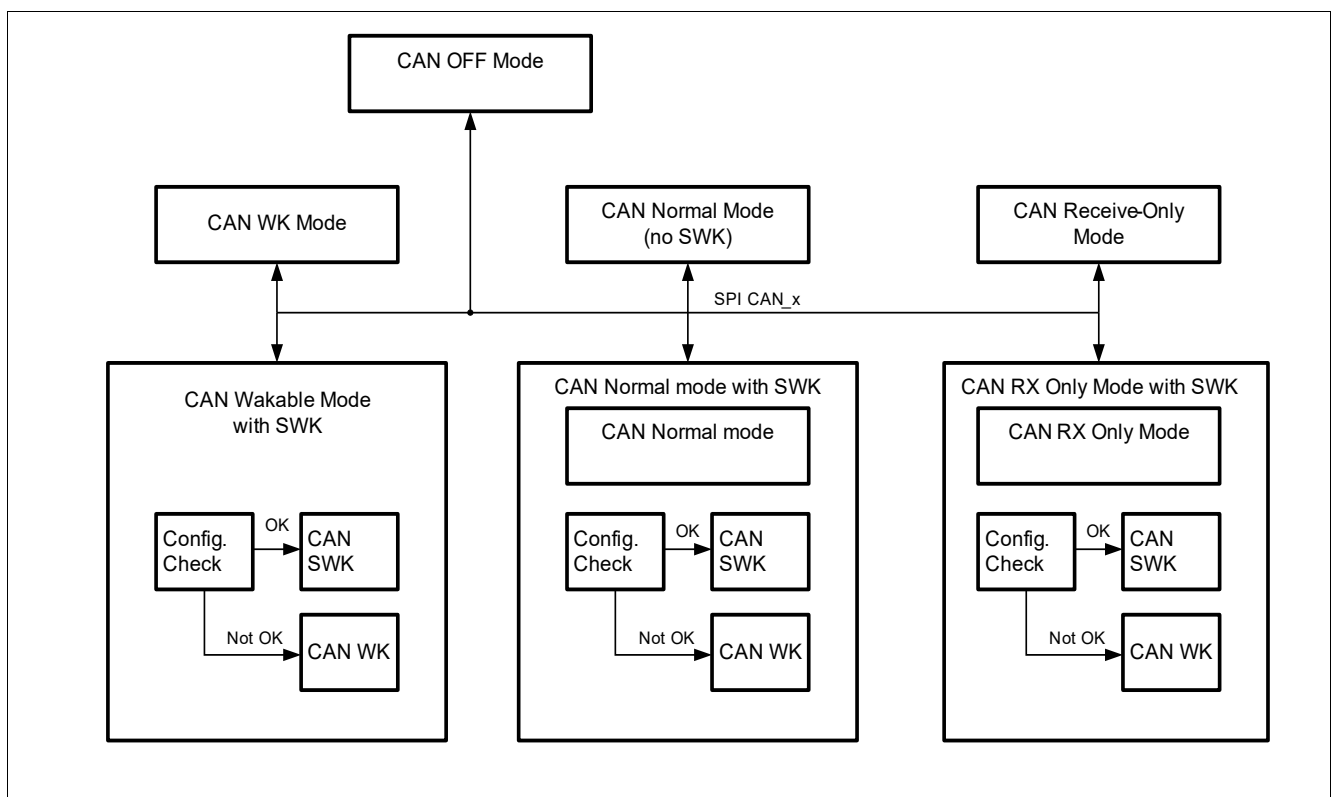 CAN OFF Mode
CAN WK Mode
CAN Normal Mode
(no SWK)
CAN Receive-Only
Mode
SPI CAN_x
CAN Wakable Mode
with SWK
Config.
Check
OK
CAN
SWK
Not OK
CAN WK
CAN Normal mode with SWK
CAN Normal mode
Config.
Check
OK
CAN
SWK
Not OK
CAN WK
CAN RX Only Mode with SWK
CAN RX Only Mode
Config.
Check
OK
CAN
SWK
Not OK
CAN WK